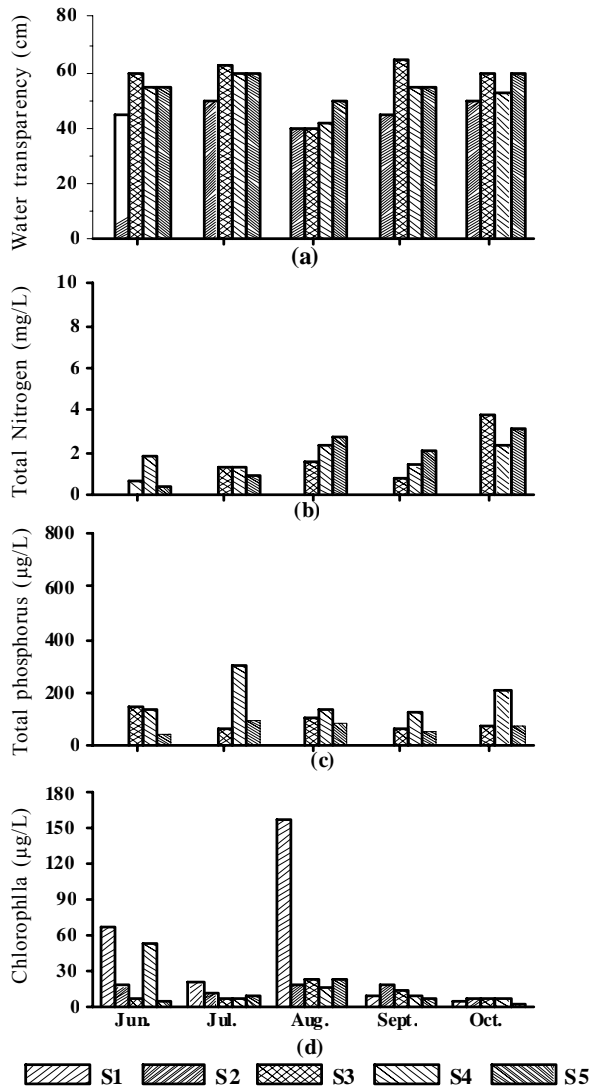 Water transparency (cm)
80
60
40
20
0
(a)
Total Nitrogen (mg/L)
10
8
6
4
2
0
(b)
Total phosphorus (μg/L)
800
600
400
200
0
(c)
Chlorophlla (μg/L)
180
150
120
90
60
30
0
Jun. Jul. Aug. Sept. Oct.
(d)
S1 S2 S3 S4 S5